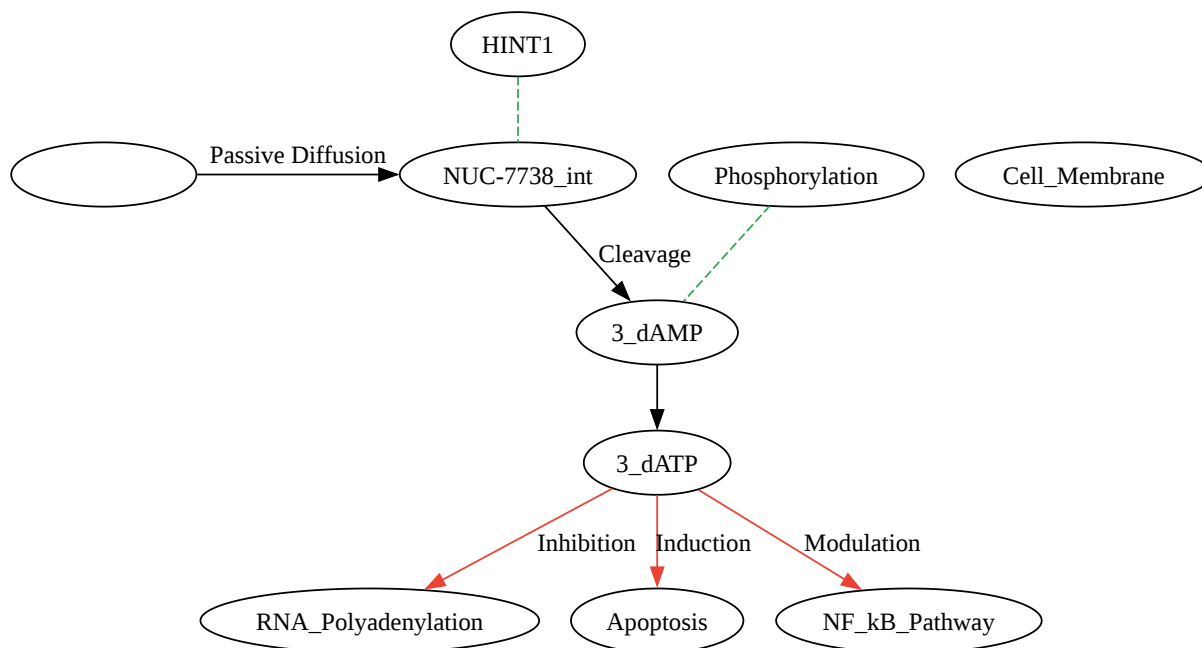 HINT1
Passive Diffusion
NUC-7738_int
Phosphorylation
Cell_Membrane
Cleavage
3_dAMP
3_dATP
Inhibition
Induction
Modulation
RNA_Polyadenylation
Apoptosis
NF_kB_Pathway